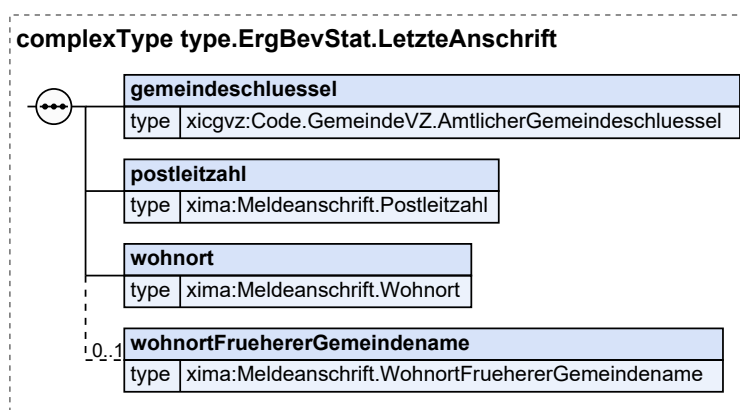 complexType type.ErgBevStat.LetzteAnschrift
gemeindeschluessel
type xicgvz:Code.GemeindeVZ.AmtlicherGemeindeschluessel
postleitzahl
type xima:Meldeanschrift.Postleitzahl
wohnort
type xima:Meldeanschrift.Wohnort
0..1 wohnortFruehererGemeindename
type xima:Meldeanschrift.WohnortFruehererGemeindename